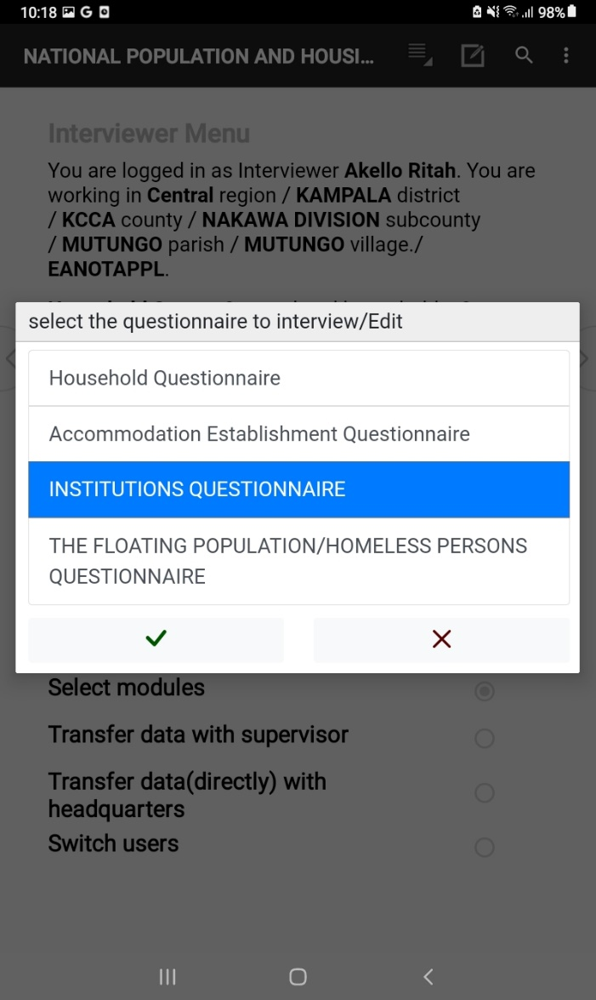 10:18
98%
NATIONAL POPULATION AND HOUSI...
Interviewer Menu
You are logged in as Interviewer Akello Ritah. You are
working in Central region / KAMPALA district
/ KCCA county / NAKAWA DIVISION subcounty
/ MUTUNGO parish / MUTUNGO village./
EANOTAPPL.
select the questionnaire to interview/Edit
Household Questionnaire
Accommodation Establishment Questionnaire
INSTITUTIONS QUESTIONNAIRE
THE FLOATING POPULATION/HOMELESS PERSONS
QUESTIONNAIRE
Select modules
Transfer data with supervisor
Transfer data(directly) with
headquarters
Switch users